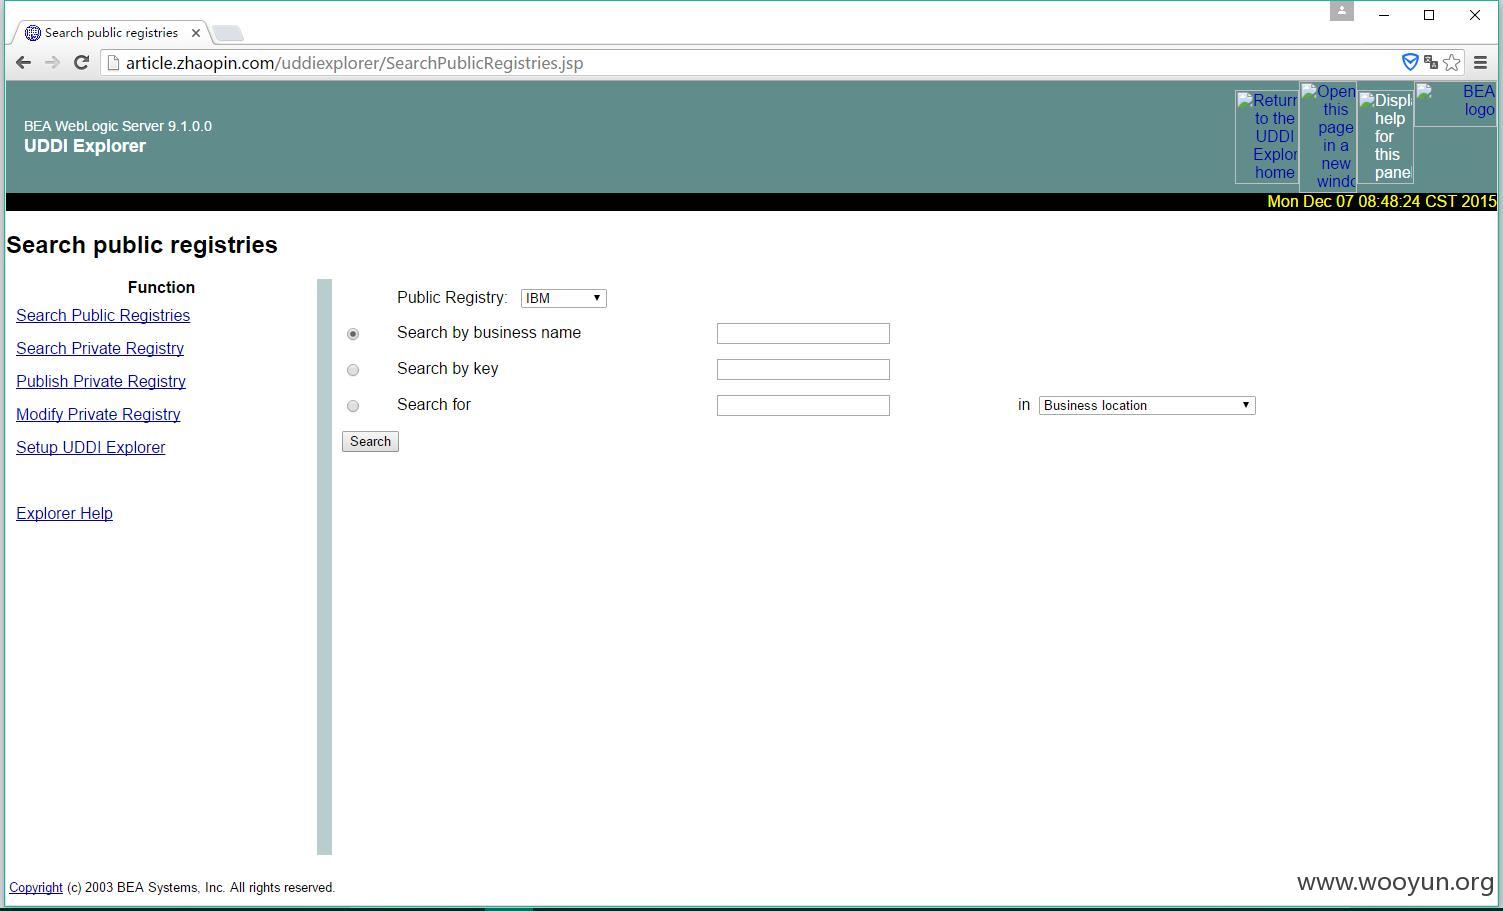 Search public registries
article.zhaopin.com/uddiexplorer/SearchPublicRegistries.jsp
BEA WebLogic Server 9.1.0.0
UDDI Explorer
Return
to the
UDDI
Explor
home
Open
this
page
in a
new
windo
Displ
help
for
this
pane
BEA
logo
Mon Dec 07 08:48:24 CST 2015
Search public registries
Function
Search Public Registries
Search Private Registry
Publish Private Registry
Modify Private Registry
Setup UDDI Explorer
Explorer Help
Public Registry: IBM
Search by business name
Search by key
Search for in Business location
Search
Copyright (c) 2003 BEA Systems, Inc. All rights reserved.
www.wooyun.org